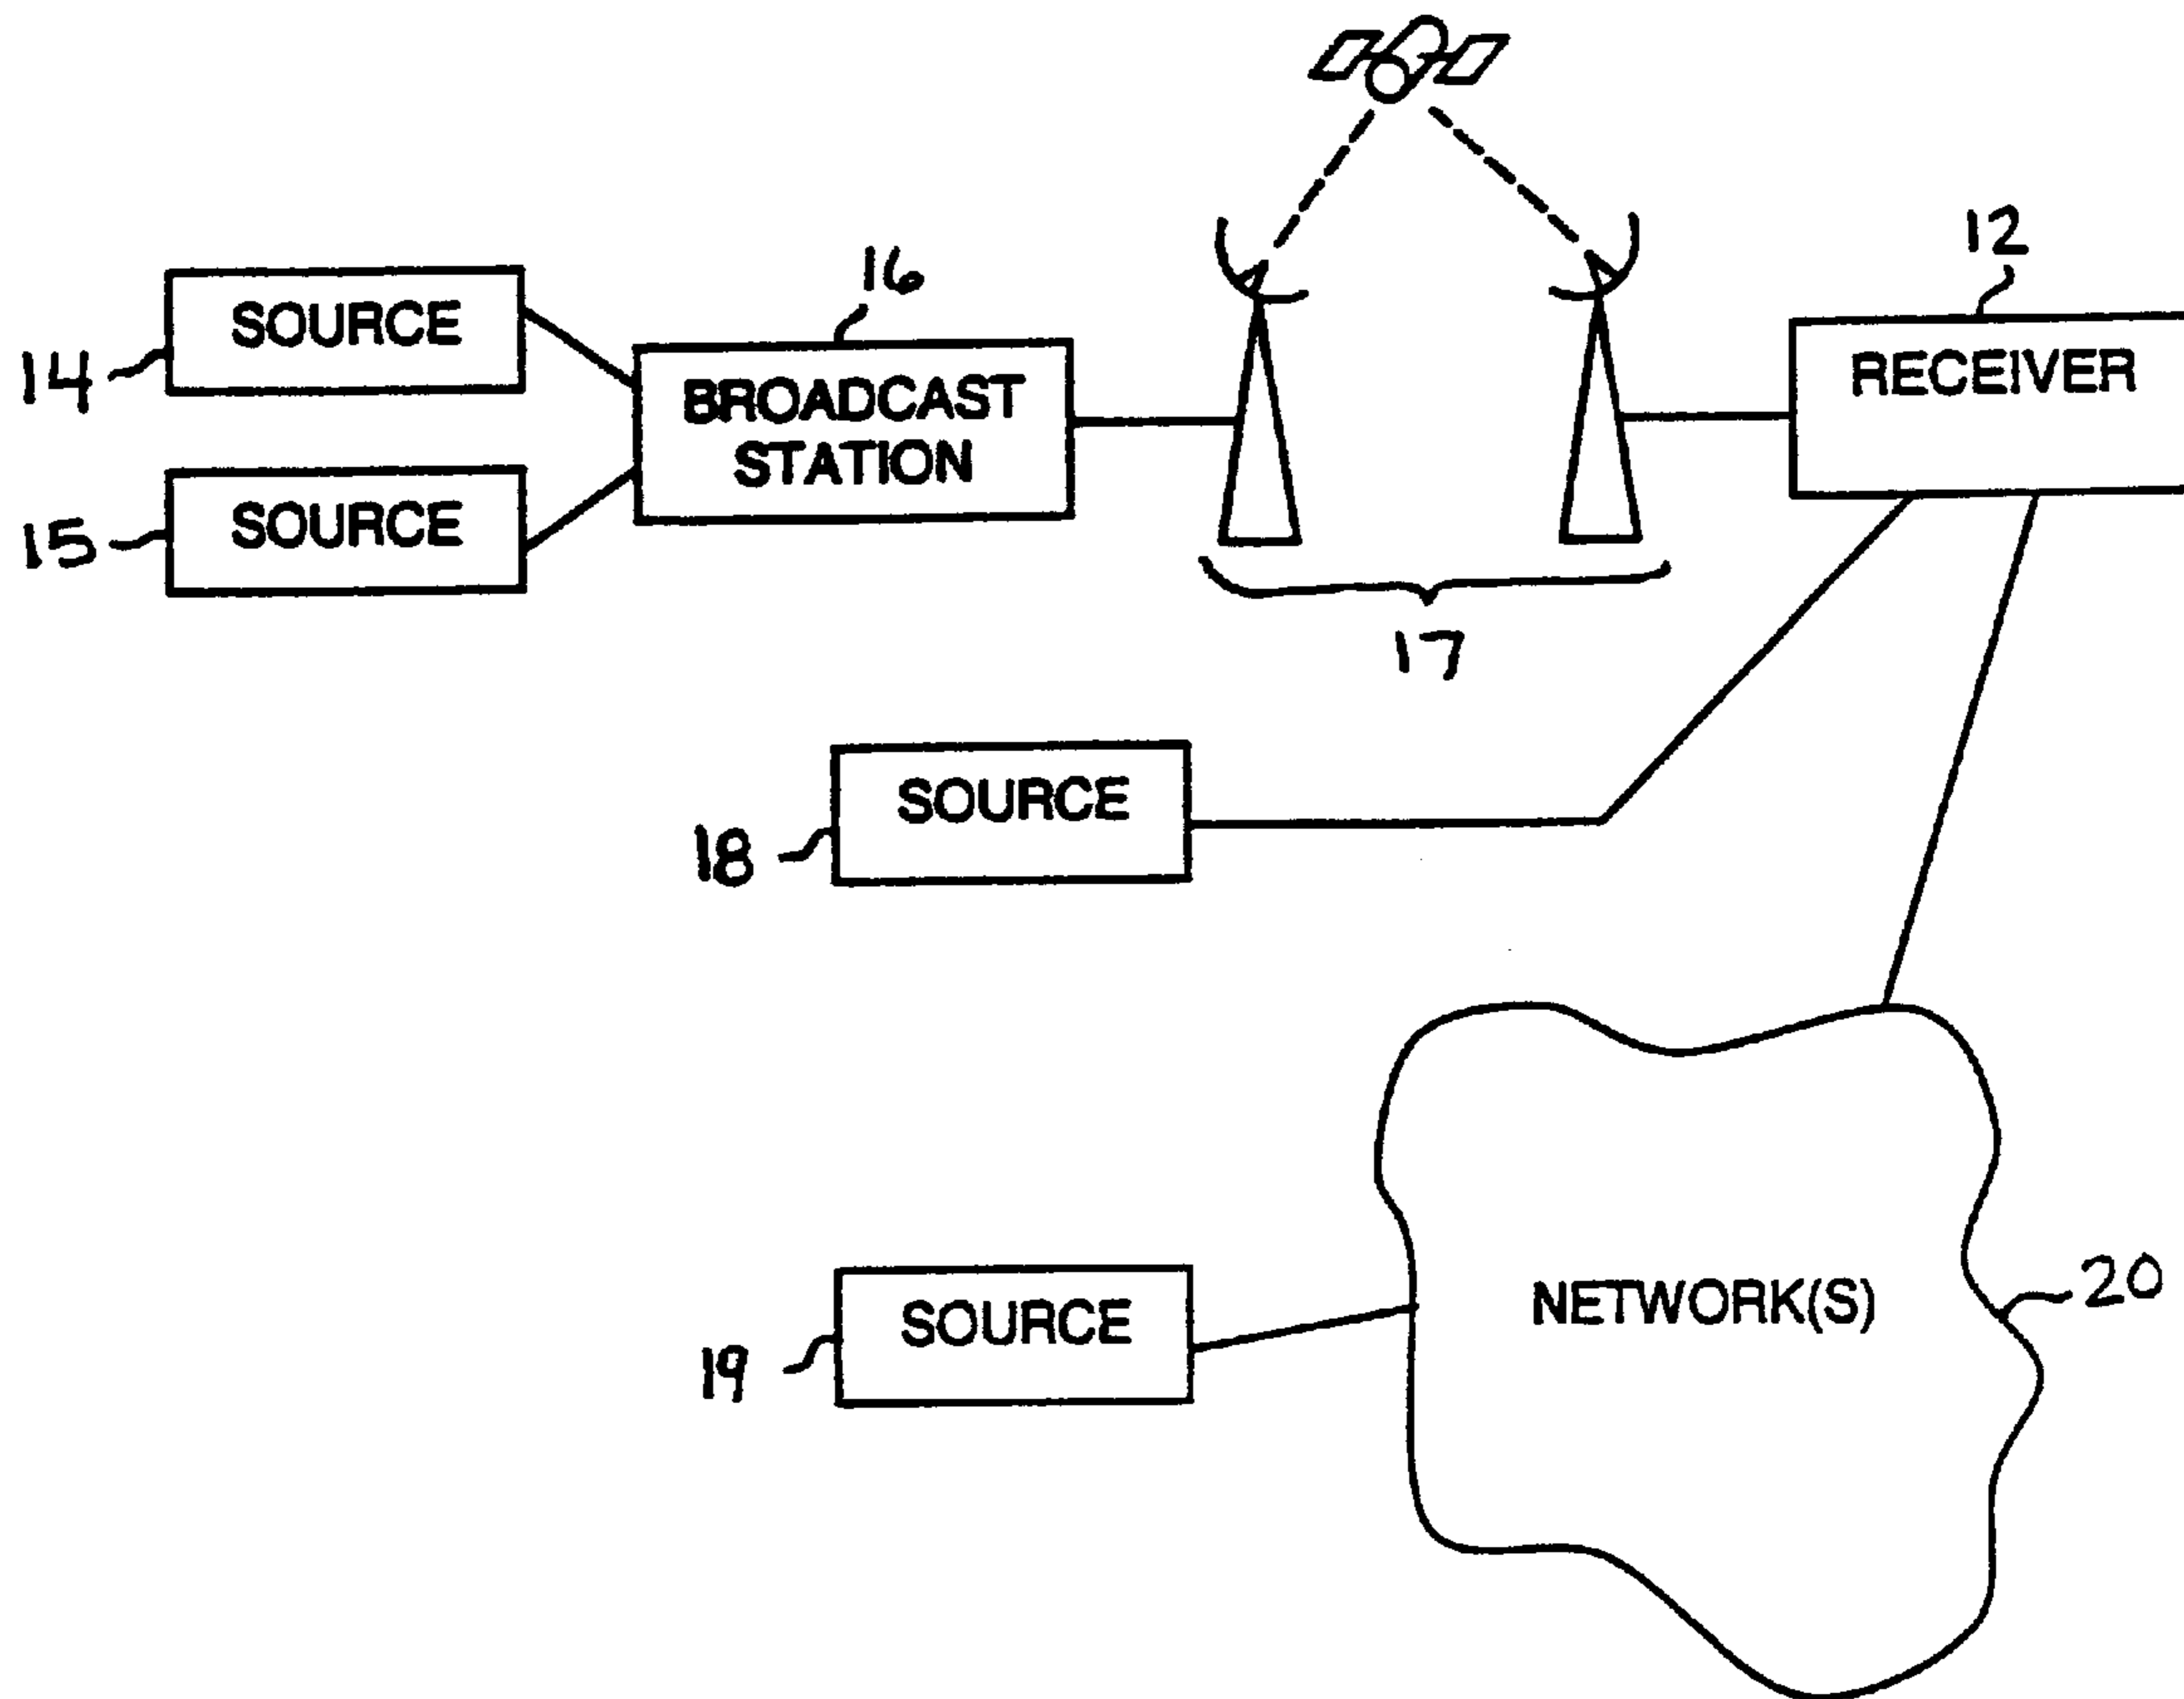 12
16
SOURCE
14
RECEIVER
BROADCAST
STATION
SOURCE
15
17
SOURCE
18
20
NETWORK(S)
SOURCE
19